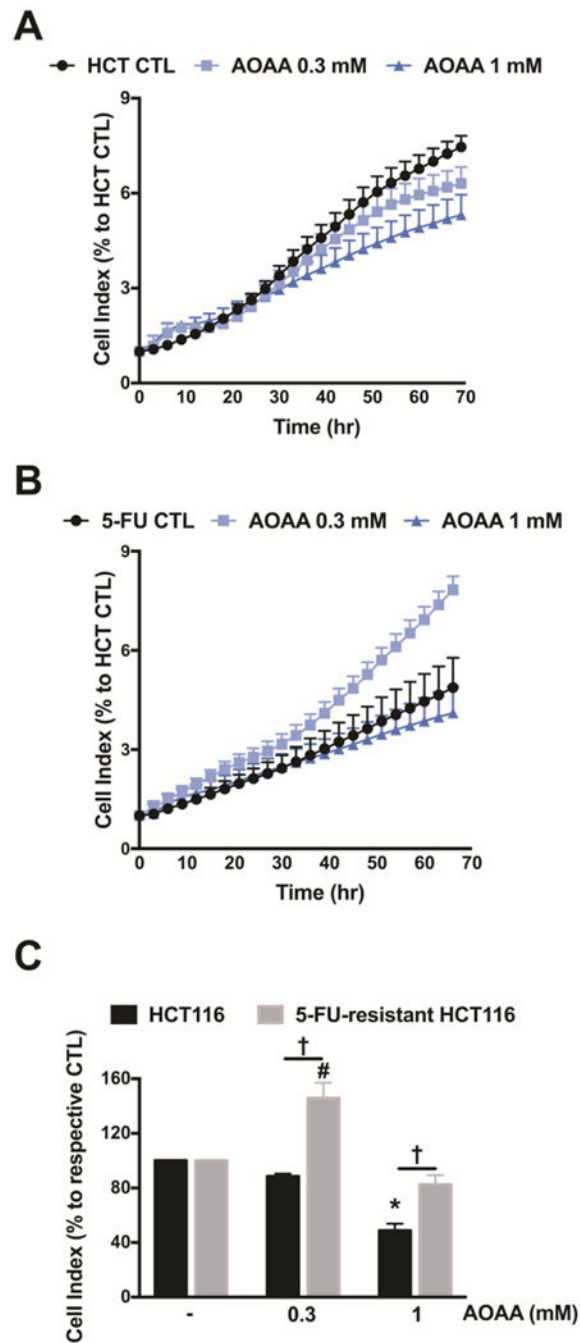 A
HCT CTL AOAA 0.3 mM AOAA 1 mM
Cell Index (% to HCT CTL)
9
6
3
0
0 10 20 30 40 50 60 70
Time (hr)
B
5-FU CTL AOAA 0.3 mM AOAA 1 mM
Cell Index (% to HCT CTL)
9
6
3
0
0 10 20 30 40 50 60 70
Time (hr)
C
HCT116 5-FU-resistant HCT116
Cell Index (% to respective CTL)
160
120
80
40
0
†
#
†
*
- 0.3 1 AOAA (mM)